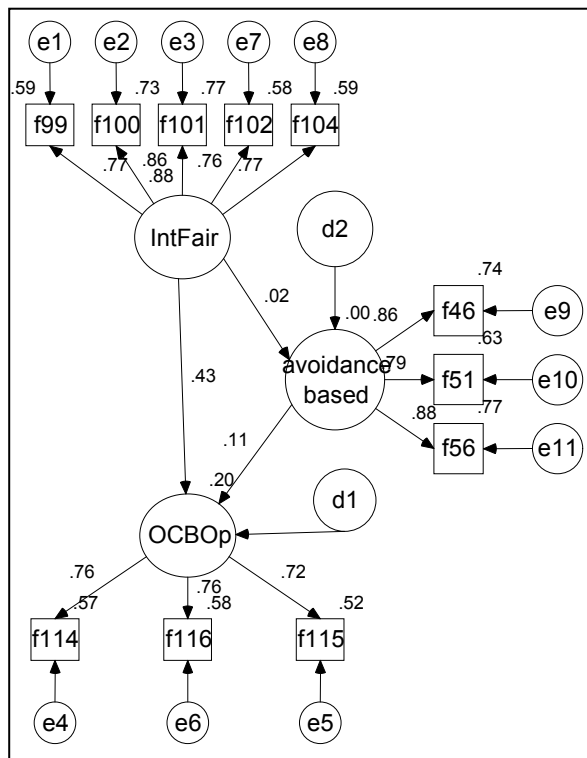 e1 e2 e3 e7 e8
.59 .73 .77 .58 .59
f99 f100 f101 f102 f104
.77 .86 .76 .77
.88
IntFair
d2
.02
.74
.00 .86
f46 e9
.63
avoidance .79
based
f51 e10
.43
.77
.88
f56 e11
.11
.20
d1
OCBOp
.76 .76 .72
.57 .58 .52
f114 f116 f115
e4 e6 e5